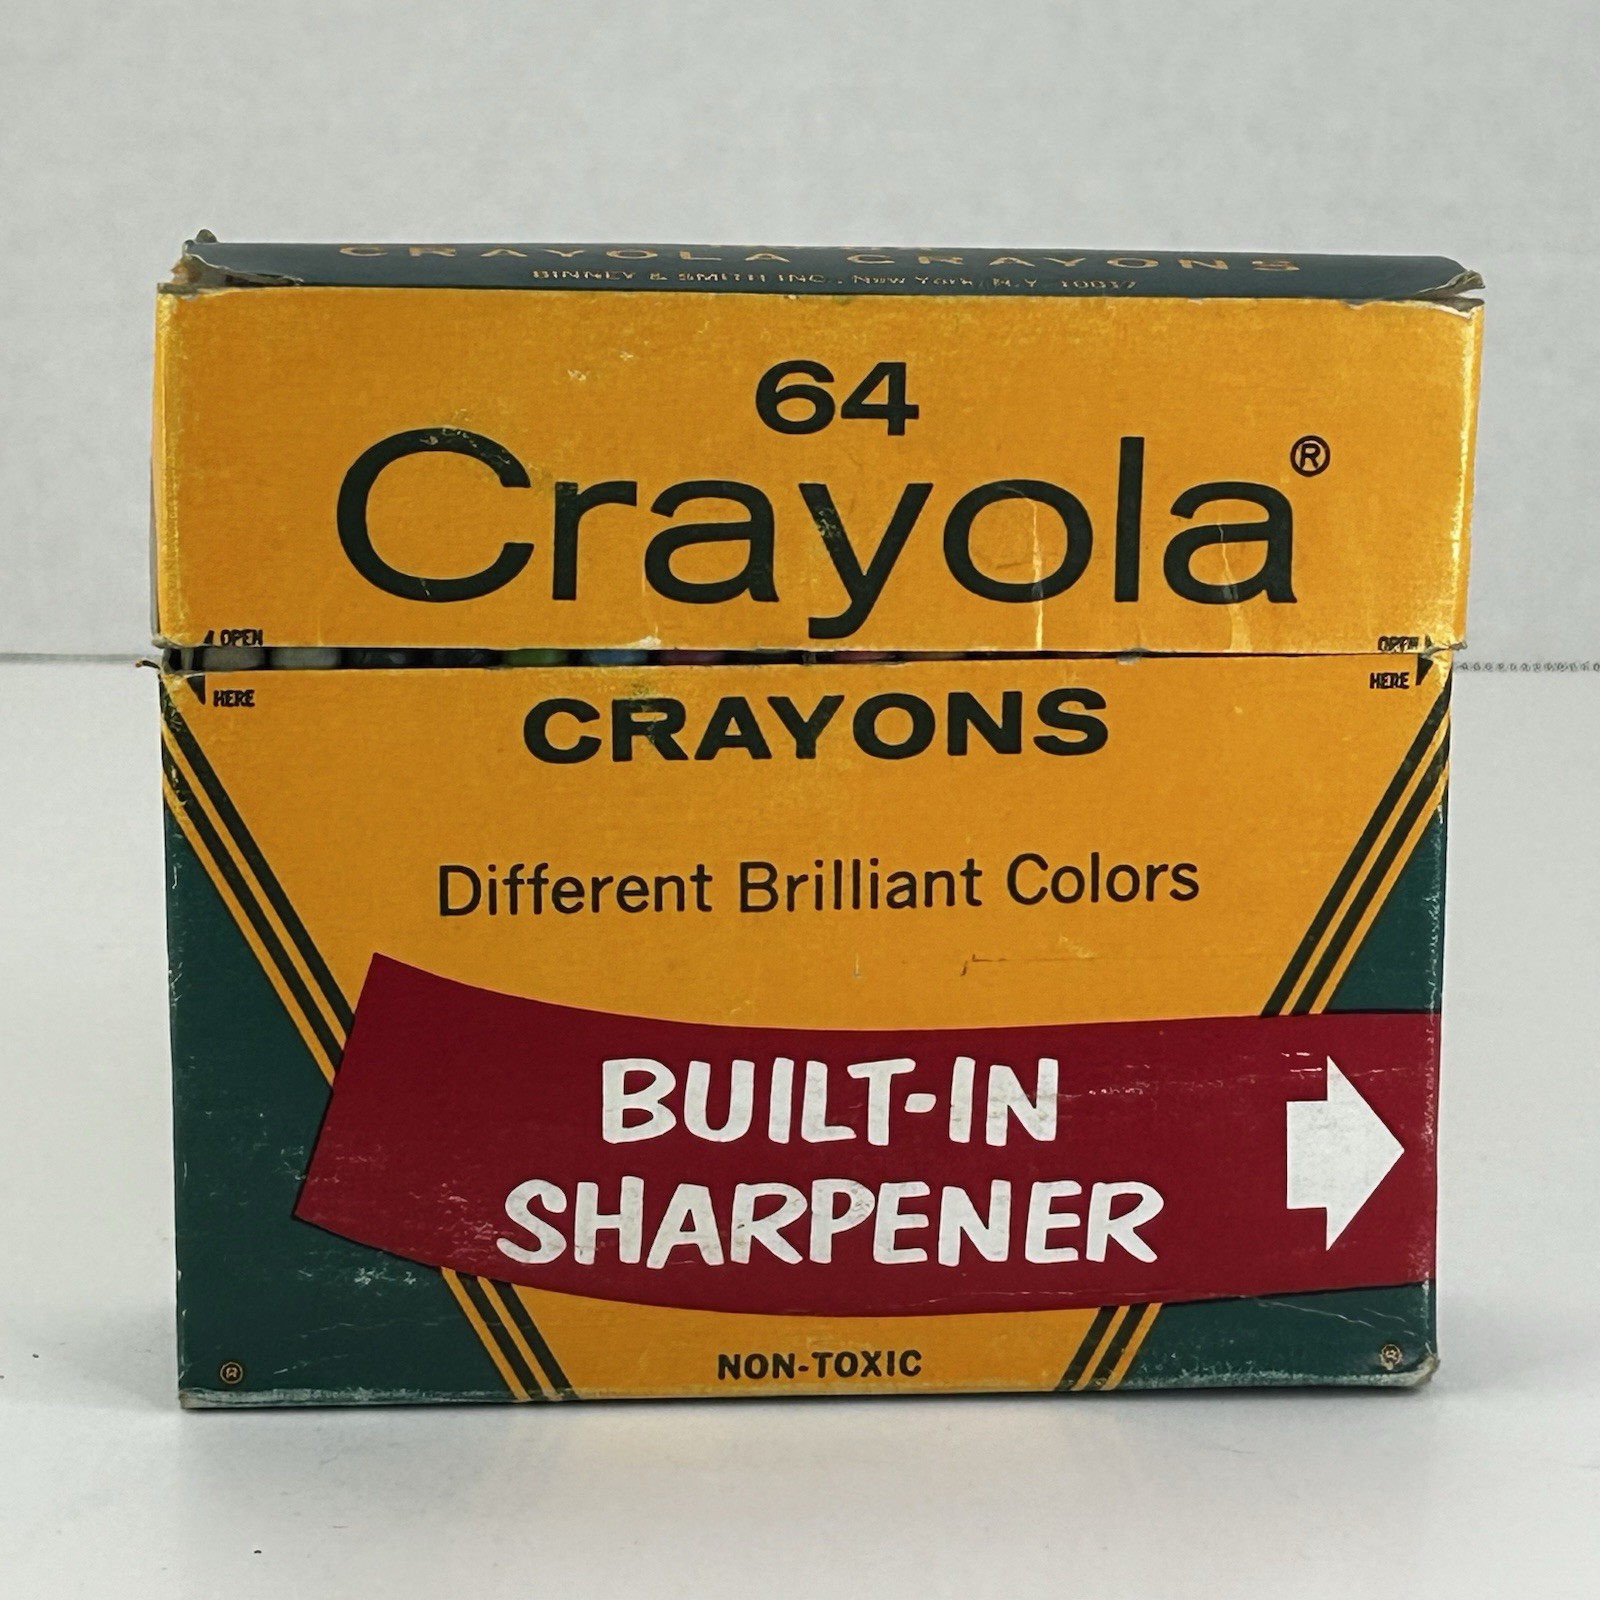 CRAYOLA CRAYONS
BINNEY & SMITH INC. New York, N.Y. 10017
64
Crayola®
OPEN
OPEN
HERE
HERE
CRAYONS
Different Brilliant Colors
BUILT-IN
SHARPENER
NON-TOXIC
®
®